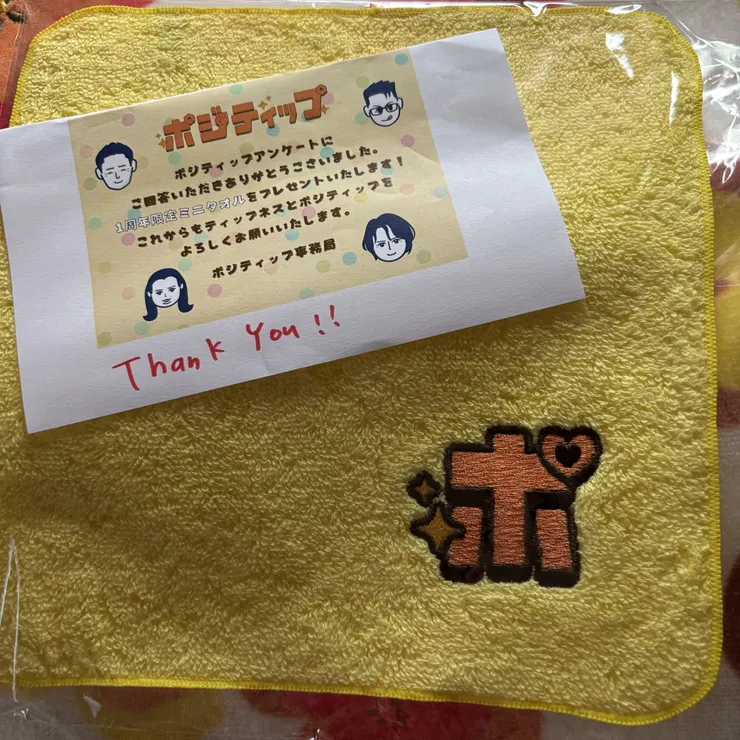 ポジティップ
ポジティップアンケートに
ご回答いただきありがとうございました。
1周年限定ミニタオルをプレゼントいたします！
これからもティップネスとポジティップを
よろしくお願いいたします。
ポジティップ事務局
Thank You !!
ポ